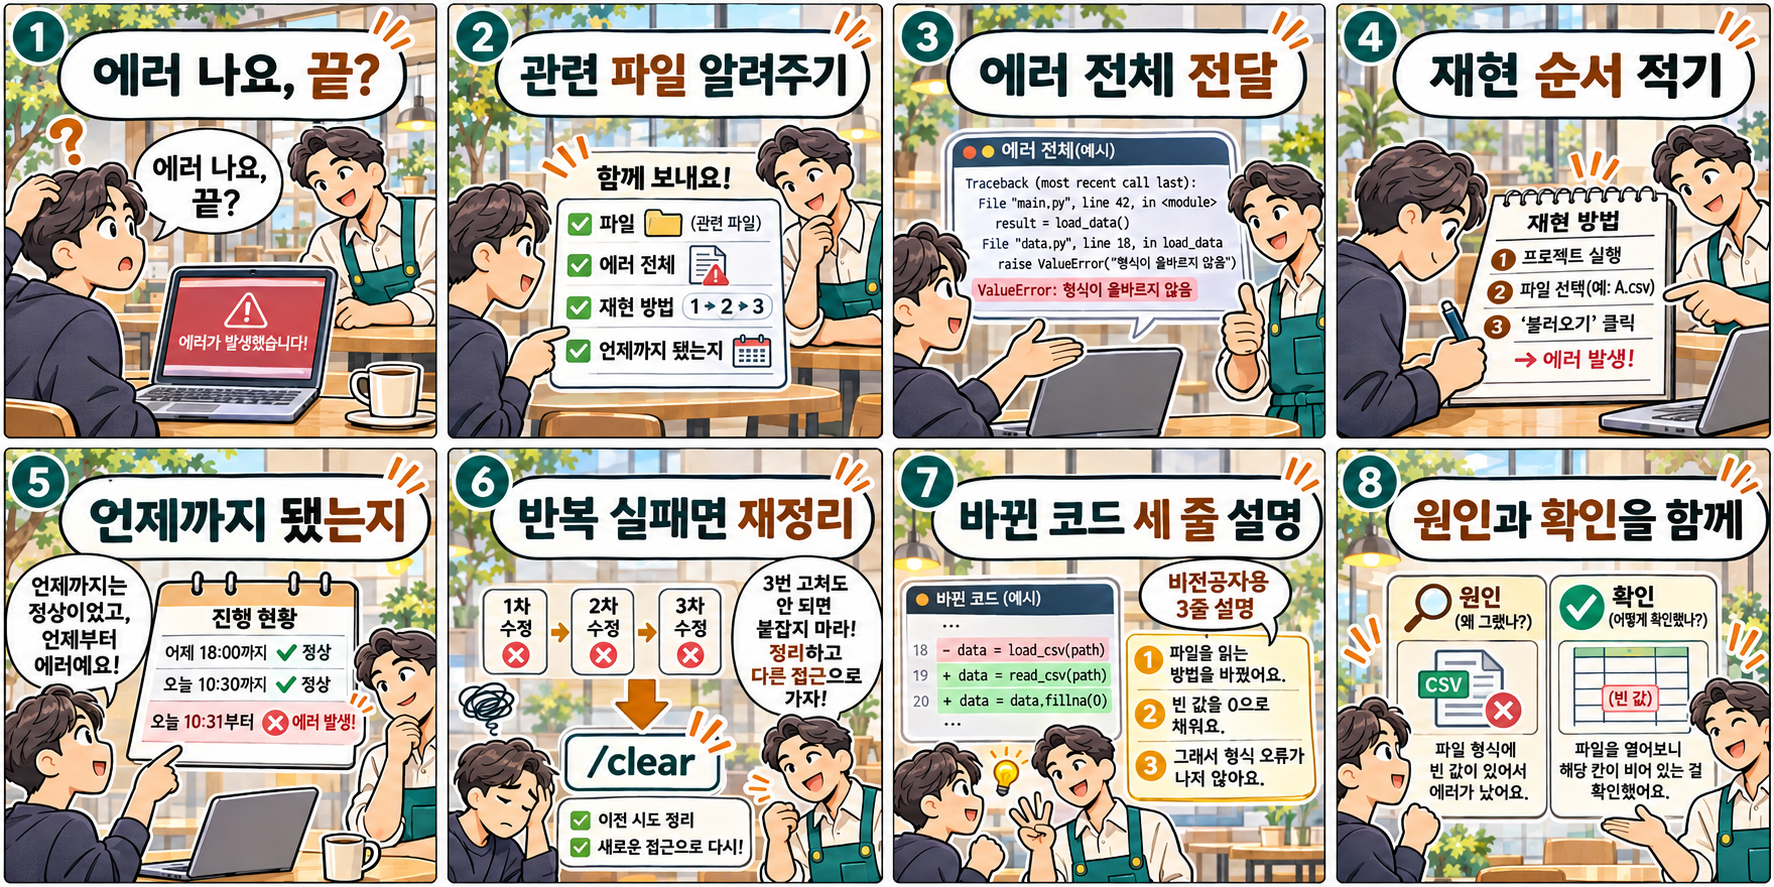 1
에러 나요, 끝?
?
에러 나요,
끝?
에러가 발생했습니다!
2
관련 파일 알려주기
함께 보내요!
파일 (관련 파일)
에러 전체
재현 방법 1→2→3
언제까지 됐는지
3
에러 전체 전달
에러 전체(예시)
Traceback (most recent call last):
File "main.py", line 42, in <module>
result = load_data()
File "data.py", line 18, in load_data
raise ValueError("형식이 올바르지 않음")
ValueError: 형식이 올바르지 않음
4
재현 순서 적기
재현 방법
1 프로젝트 실행
2 파일 선택(예: A.csv)
3 '불러오기' 클릭
→ 에러 발생!
5
언제까지 됐는지
언제까지는
정상이었고,
언제부터
에러예요!
진행 현황
어제 18:00까지 ✓ 정상
오늘 10:30까지 ✓ 정상
오늘 10:31부터 ✗ 에러 발생!
6
반복 실패면 재정리
1차
수정
2차
수정
3차
수정
3번 고쳐도
안 되면
붙잡지 마라!
정리하고
다른 접근으로
가자!
/clear
이전 시도 정리
새로운 접근으로 다시!
7
바뀐 코드 세 줄 설명
바뀐 코드 (예시)
...
18 - data = load_csv(path)
19 + data = read_csv(path)
20 + data = data.fillna(0)
...
비전공자용
3줄 설명
1 파일을 읽는
방법을 바꿨어요.
2 빈 값을 0으로
채워요.
3 그래서 형식 오류가
나지 않아요.
8
원인과 확인을 함께
원인
(왜 그랬나?)
CSV
파일 형식에
빈 값이 있어서
에러가 났어요.
확인
(어떻게 확인했나?)
(빈 값)
파일을 열어보니
해당 칸이 비어 있는 걸
확인했어요.